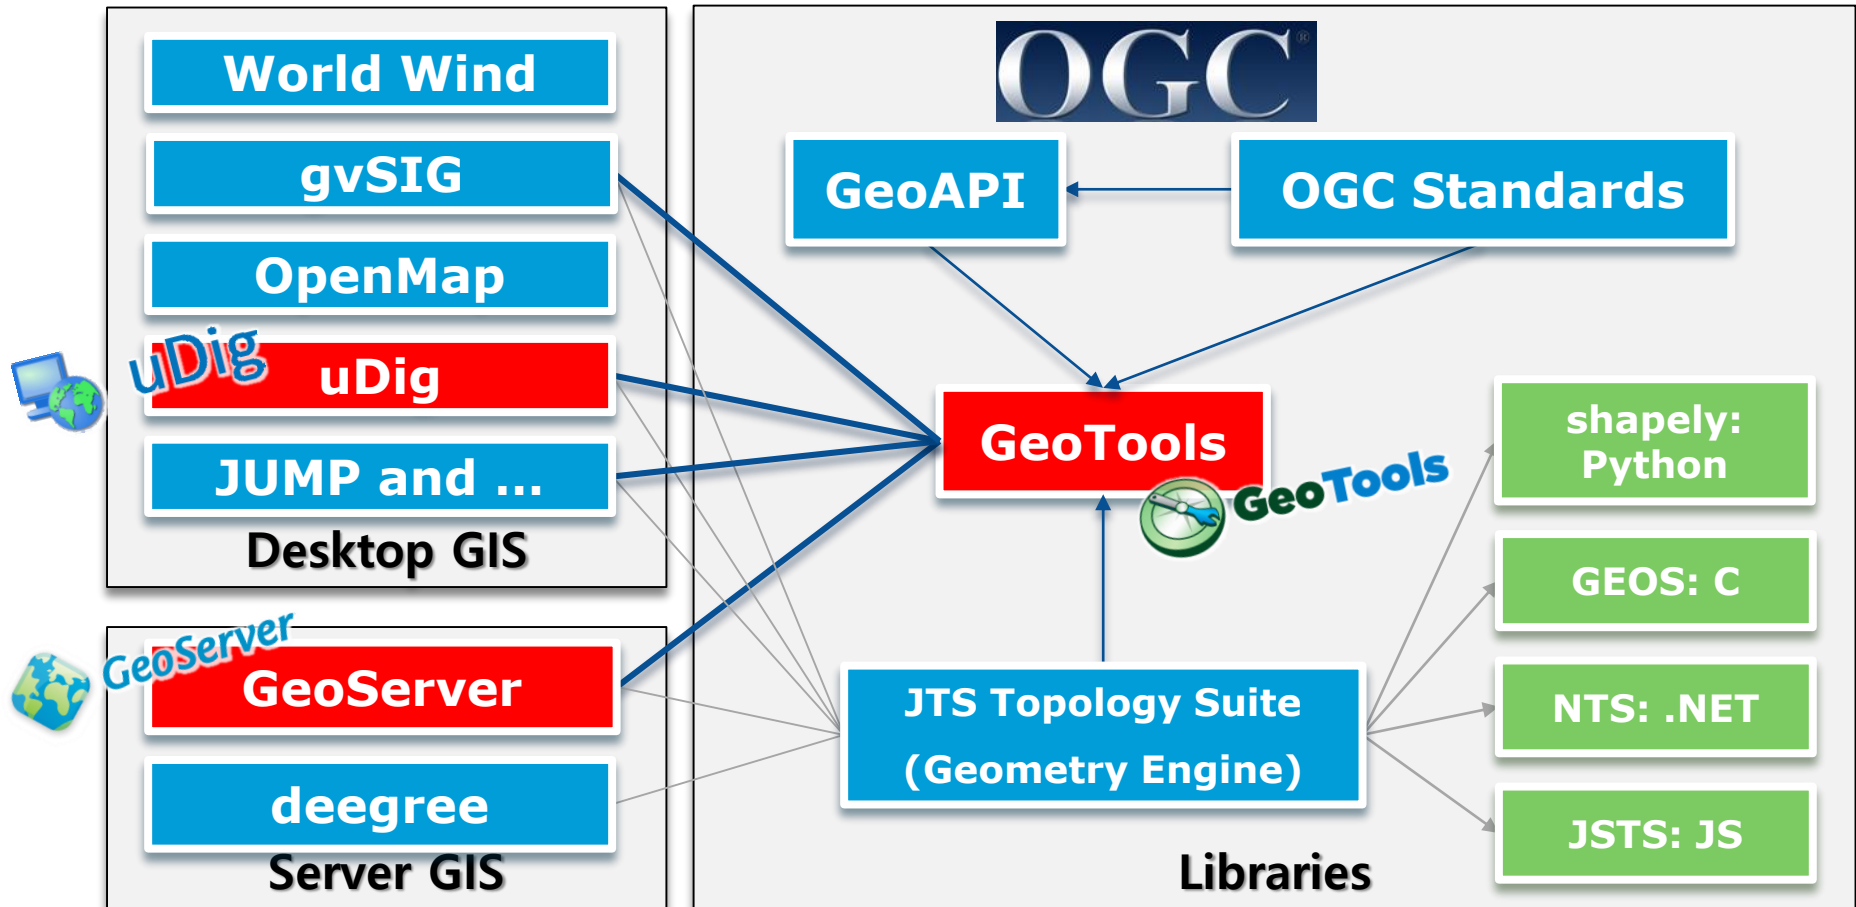 World Wind
gvSIG
OpenMap
uDig
uDig
JUMP and ...
Desktop GIS
GeoServer
GeoServer
deegree
Server GIS
OGC®
GeoAPI
OGC Standards
GeoTools
GeoTools
JTS Topology Suite
(Geometry Engine)
shapely:
Python
GEOS: C
NTS: .NET
JSTS: JS
Libraries